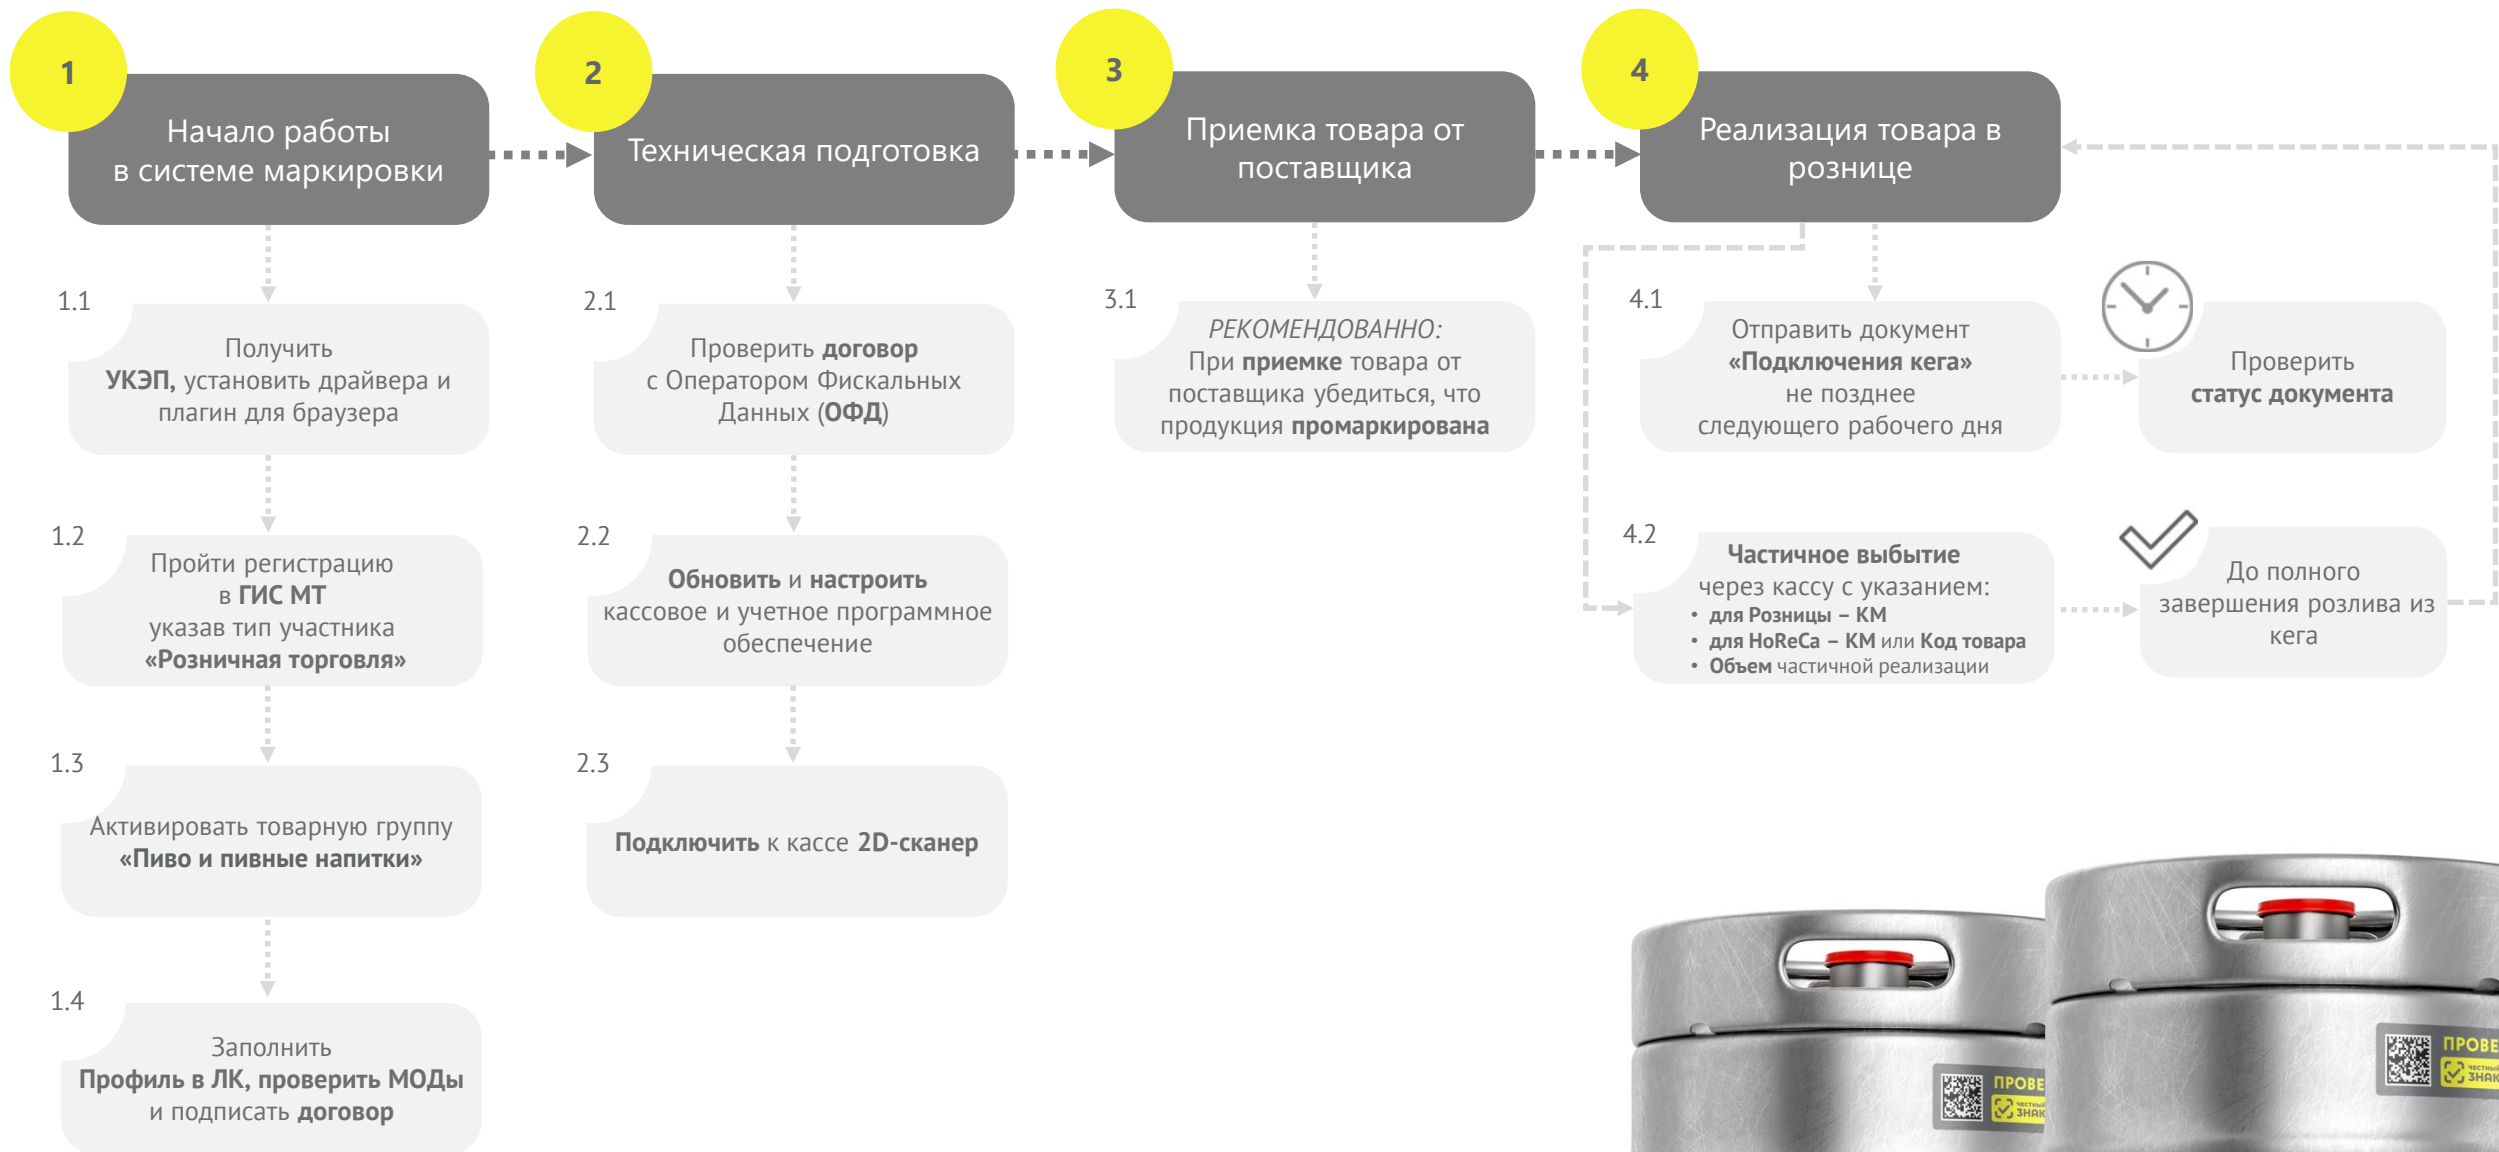 1
Начало работы
в системе маркировки
1.1
Получить
УКЭП, установить драйвера и
плагин для браузера
1.2
Пройти регистрацию
в ГИС МТ
указав тип участника
«Розничная торговля»
1.3
Активировать товарную группу
«Пиво и пивные напитки»
1.4
Заполнить
Профиль в ЛК, проверить МОДы
и подписать договор
2
Техническая подготовка
2.1
Проверить договор
с Оператором Фискальных
Данных (ОФД)
2.2
Обновить и настроить
кассовое и учетное программное
обеспечение
2.3
Подключить к кассе 2D-сканер
3
Приемка товара от
поставщика
3.1
РЕКОМЕНДОВАННО:
При приемке товара от
поставщика убедиться, что
продукция промаркирована
4
Реализация товара в
рознице
4.1
Отправить документ
«Подключения кега»
не позднее
следующего рабочего дня
Проверить
статус документа
4.2
Частичное выбытие
через кассу с указанием:
• для Розницы – КМ
• для HoReCa – КМ или Код товара
• Объем частичной реализации
До полного
завершения розлива из
кега
ПРОВЕ
ЧЕСТНЫЙ
ЗНАК
ПРОВЕ
ЧЕСТНЫЙ
ЗНАК